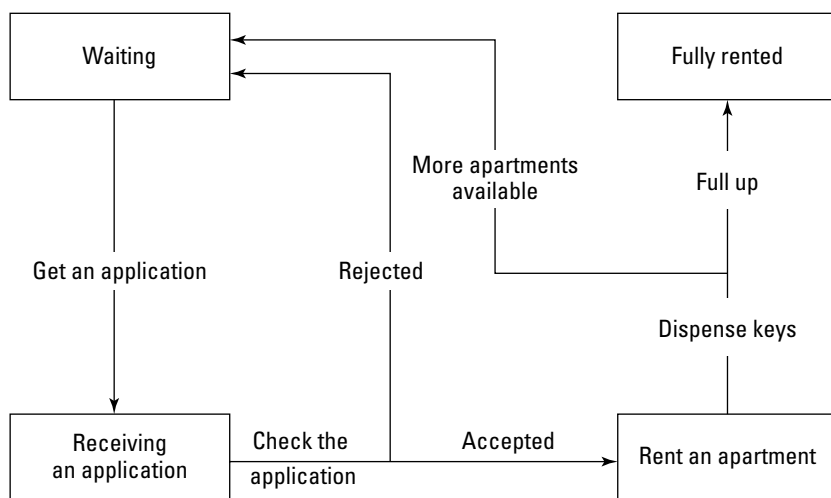 Waiting
Fully rented
More apartments
available
Full up
Get an application
Rejected
Dispense keys
Receiving
an application
Check the
application
Accepted
Rent an apartment